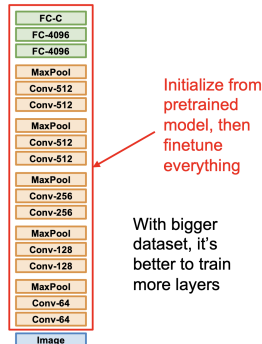 FC-C
FC-4096
FC-4096
MaxPool
Conv-512
Conv-512
MaxPool
Conv-512
Conv-512
MaxPool
Conv-256
Conv-256
MaxPool
Conv-128
Conv-128
MaxPool
Conv-64
Conv-64
Image
Initialize from
pretrained
model, then
finetune
everything
With bigger
dataset, it's
better to train
more layers